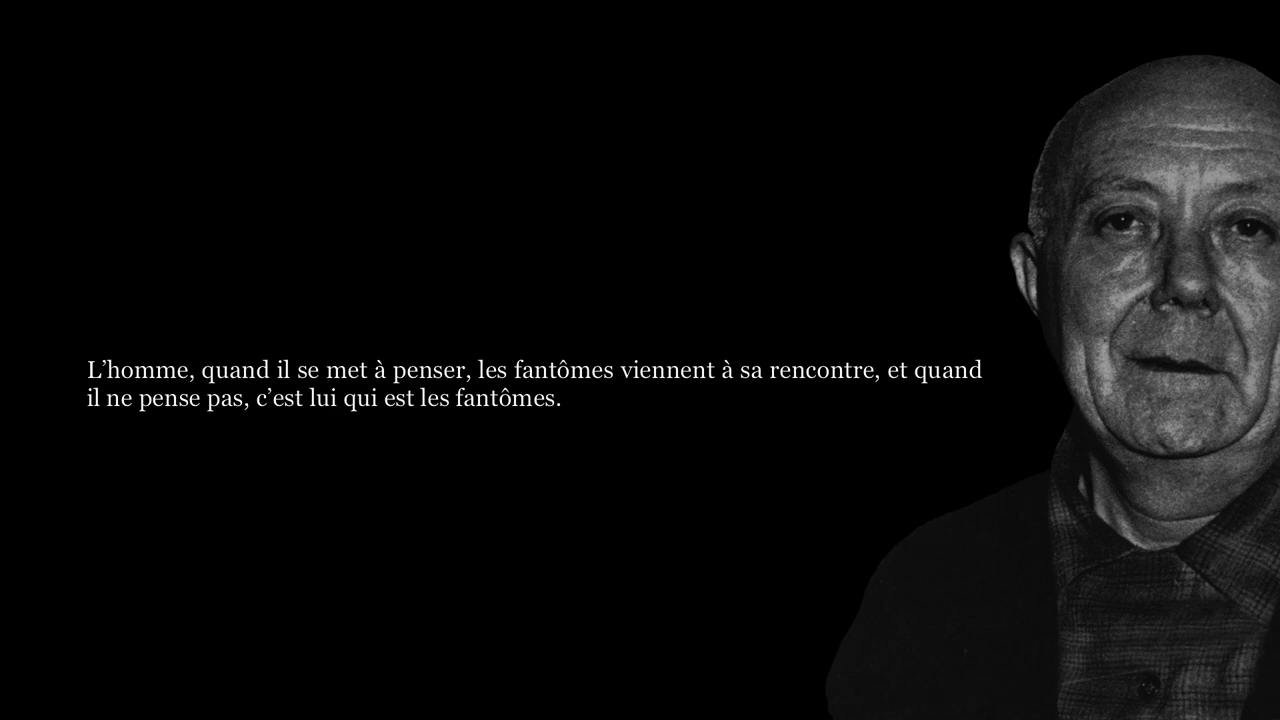 L’homme, quand il se met à penser, les fantômes viennent à sa rencontre, et quand
il ne pense pas, c’est lui qui est les fantômes.